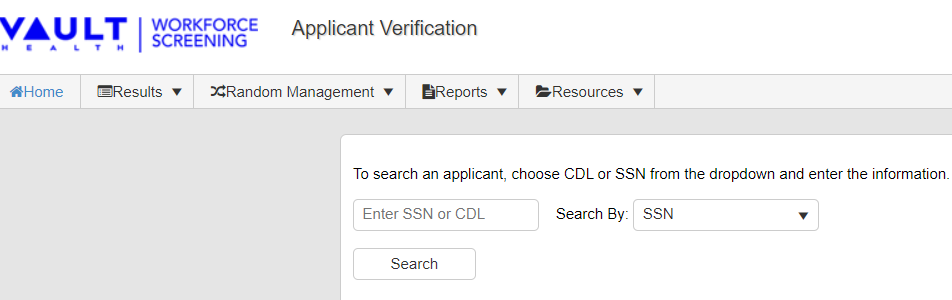 VAULT HEALTH | WORKFORCE SCREENING
Applicant Verification
Home Results Random Management Reports Resources
To search an applicant, choose CDL or SSN from the dropdown and enter the information.
Enter SSN or CDL Search By: SSN
Search